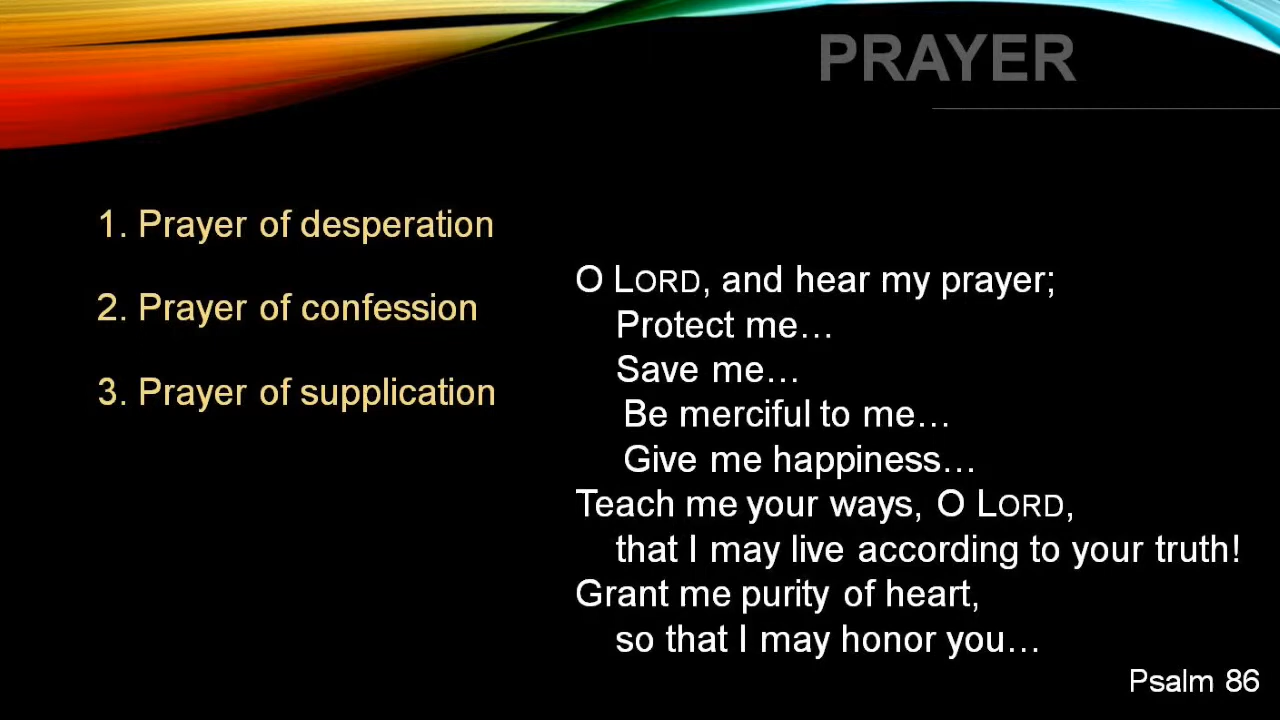 PRAYER
1. Prayer of desperation
2. Prayer of confession
3. Prayer of supplication
O LORD, and hear my prayer;
Protect me…
Save me…
Be merciful to me…
Give me happiness…
Teach me your ways, O LORD,
that I may live according to your truth!
Grant me purity of heart,
so that I may honor you…
Psalm 86